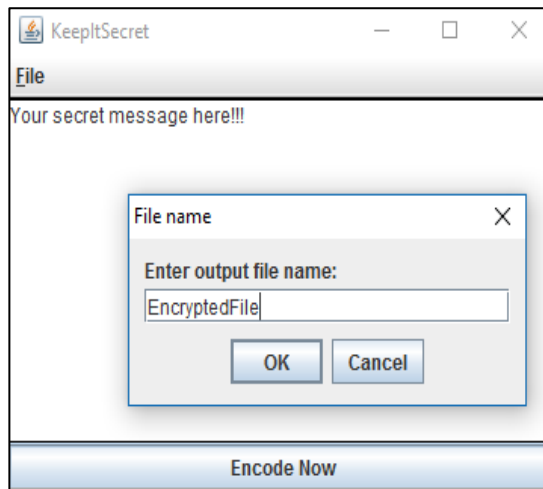 KeepItSecret
File
Your secret message here!!!
File name
Enter output file name:
EncryptedFile
OK Cancel
Encode Now